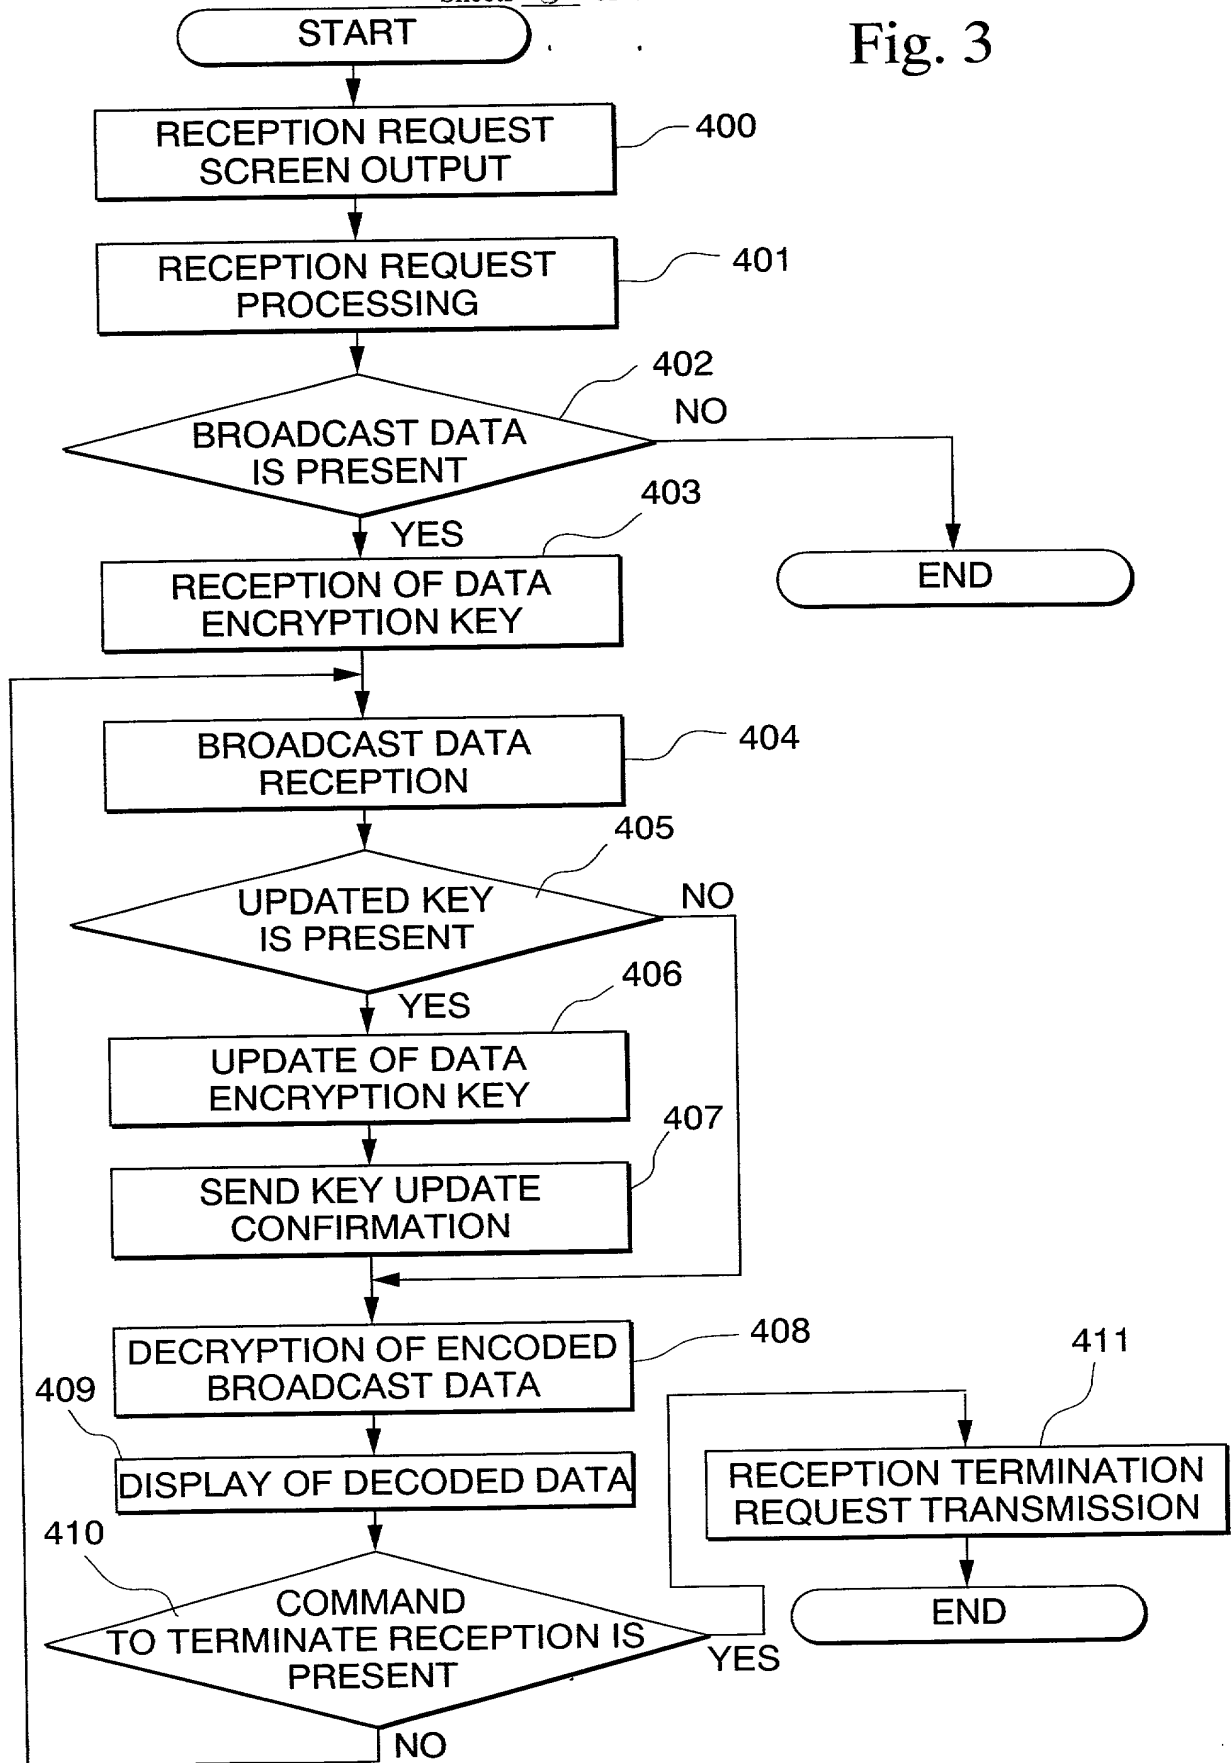 START
Fig. 3
RECEPTION REQUEST
SCREEN OUTPUT
400
RECEPTION REQUEST
PROCESSING
401
402
BROADCAST DATA
IS PRESENT
NO
YES
403
RECEPTION OF DATA
ENCRYPTION KEY
END
BROADCAST DATA
RECEPTION
404
405
UPDATED KEY
IS PRESENT
NO
YES
406
UPDATE OF DATA
ENCRYPTION KEY
407
SEND KEY UPDATE
CONFIRMATION
DECRYPTION OF ENCODED
BROADCAST DATA
408
409
DISPLAY OF DECODED DATA
410
COMMAND
TO TERMINATE RECEPTION IS
PRESENT
YES
NO
411
RECEPTION TERMINATION
REQUEST TRANSMISSION
END